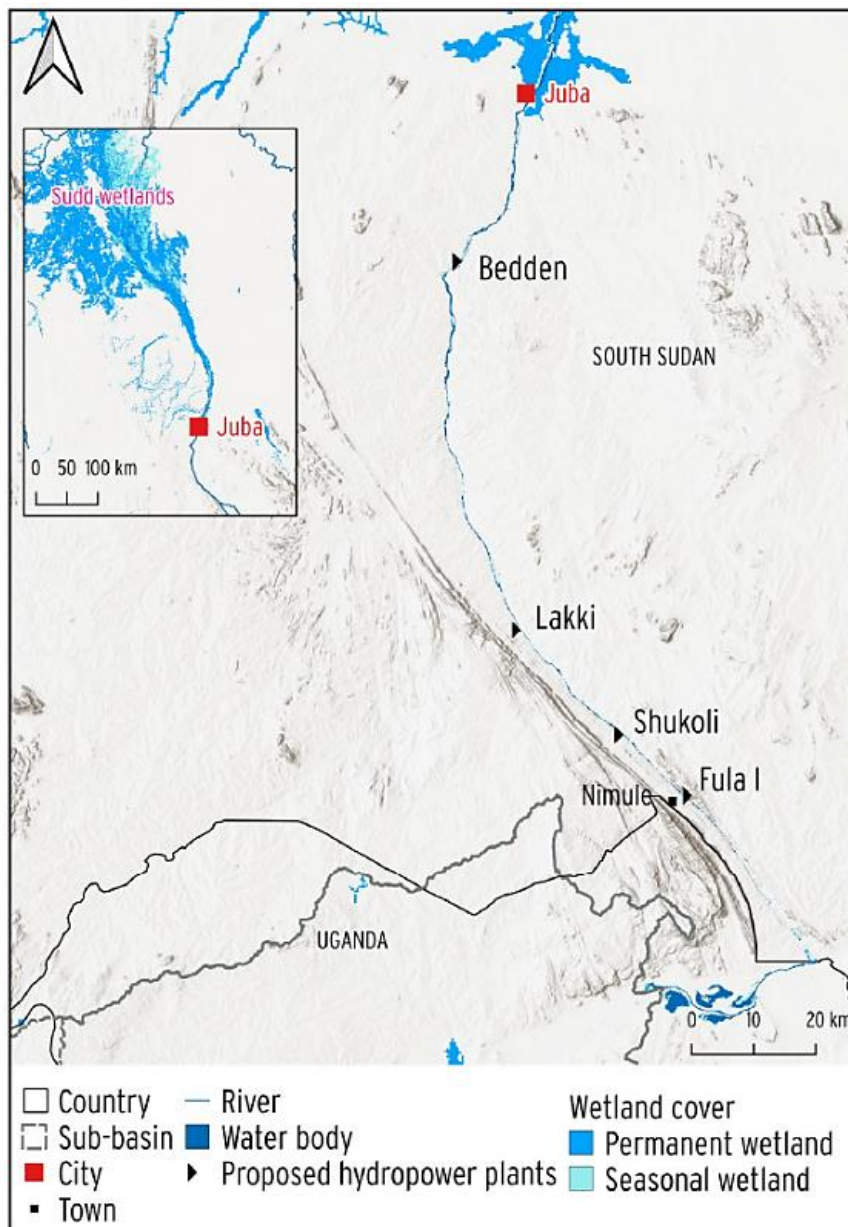 Juba
Sudd wetlands
Bedden
SOUTH SUDAN
Juba
0 50 100 km
Lakki
Shukoli
Fula I
Nimule
UGANDA
0 10 20 km
Country
River
Wetland cover
Sub-basin
Water body
Permanent wetland
City
Proposed hydropower plants
Seasonal wetland
Town